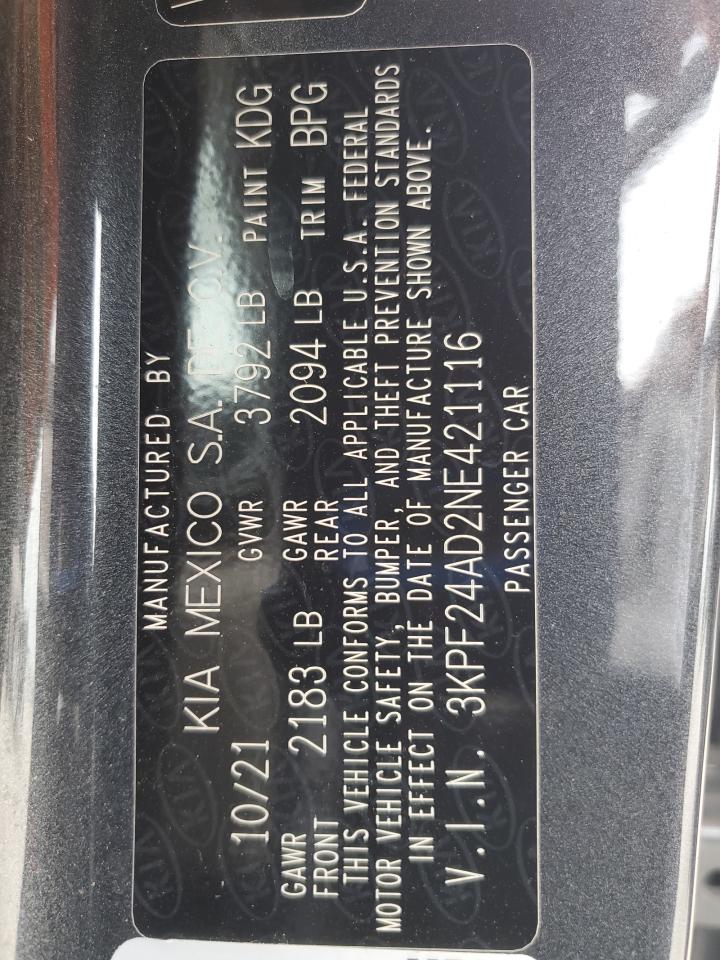 MANUFACTURED BY
KIA MEXICO S.A. DE C.V.
10/21 GVWR 3792 LB PAINT KDG
GAWR FRONT 2183 LB GAWR REAR 2094 LB TRIM BPG
THIS VEHICLE CONFORMS TO ALL APPLICABLE U.S.A. FEDERAL
MOTOR VEHICLE SAFETY, BUMPER, AND THEFT PREVENTION STANDARDS
IN EFFECT ON THE DATE OF MANUFACTURE SHOWN ABOVE.
V.I.N. 3KPF24AD2NE421116
PASSENGER CAR